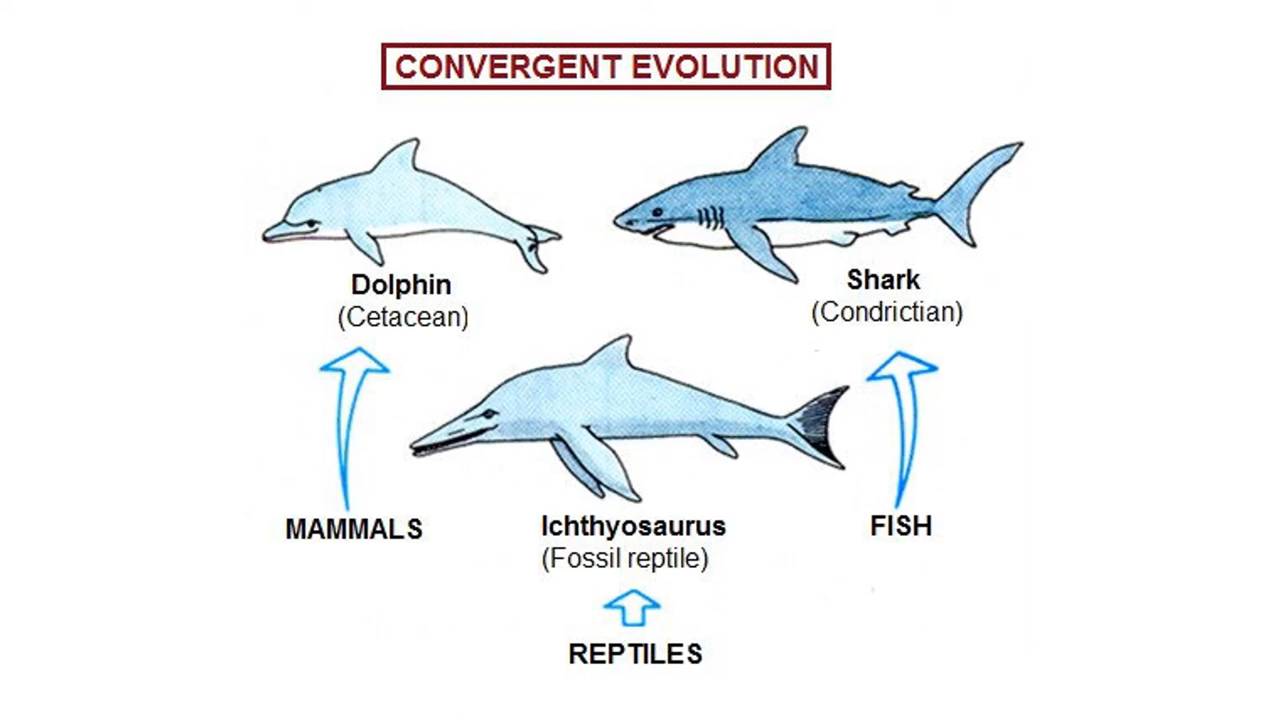 CONVERGENT EVOLUTION
Dolphin
(Cetacean)
Shark
(Condrictian)
MAMMALS
Ichthyosaurus
(Fossil reptile)
FISH
REPTILES